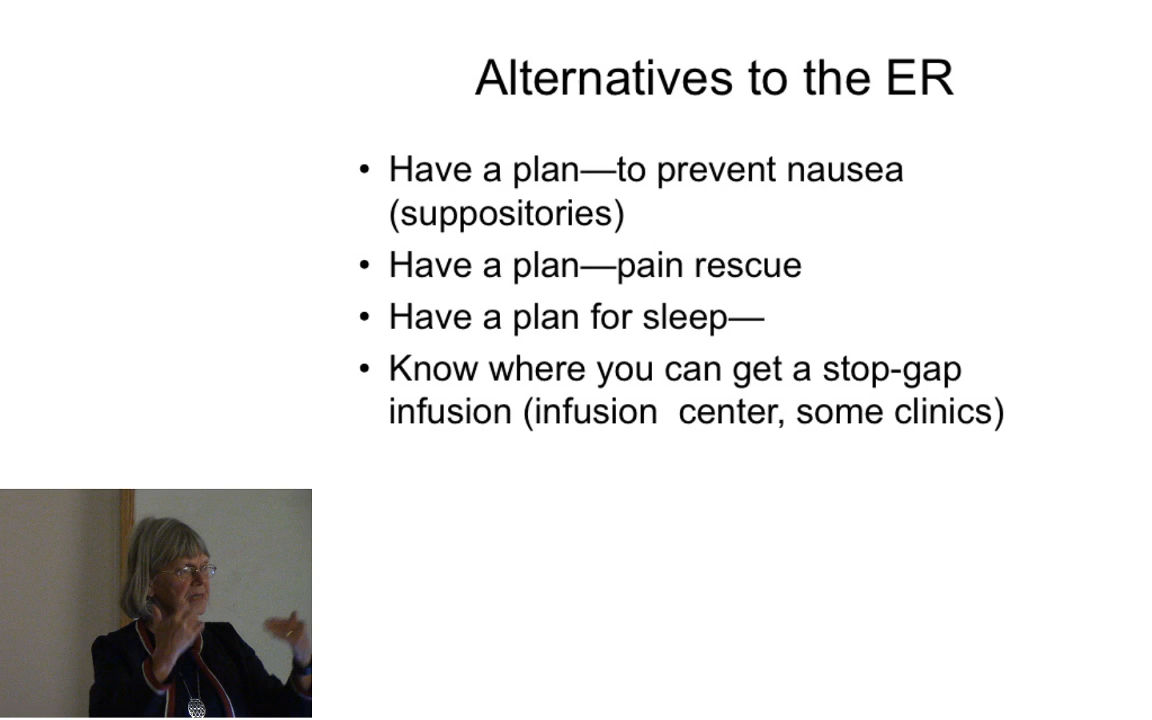 Alternatives to the ER
• Have a plan—to prevent nausea
(suppositories)
• Have a plan—pain rescue
• Have a plan for sleep—
• Know where you can get a stop-gap
infusion (infusion  center, some clinics)